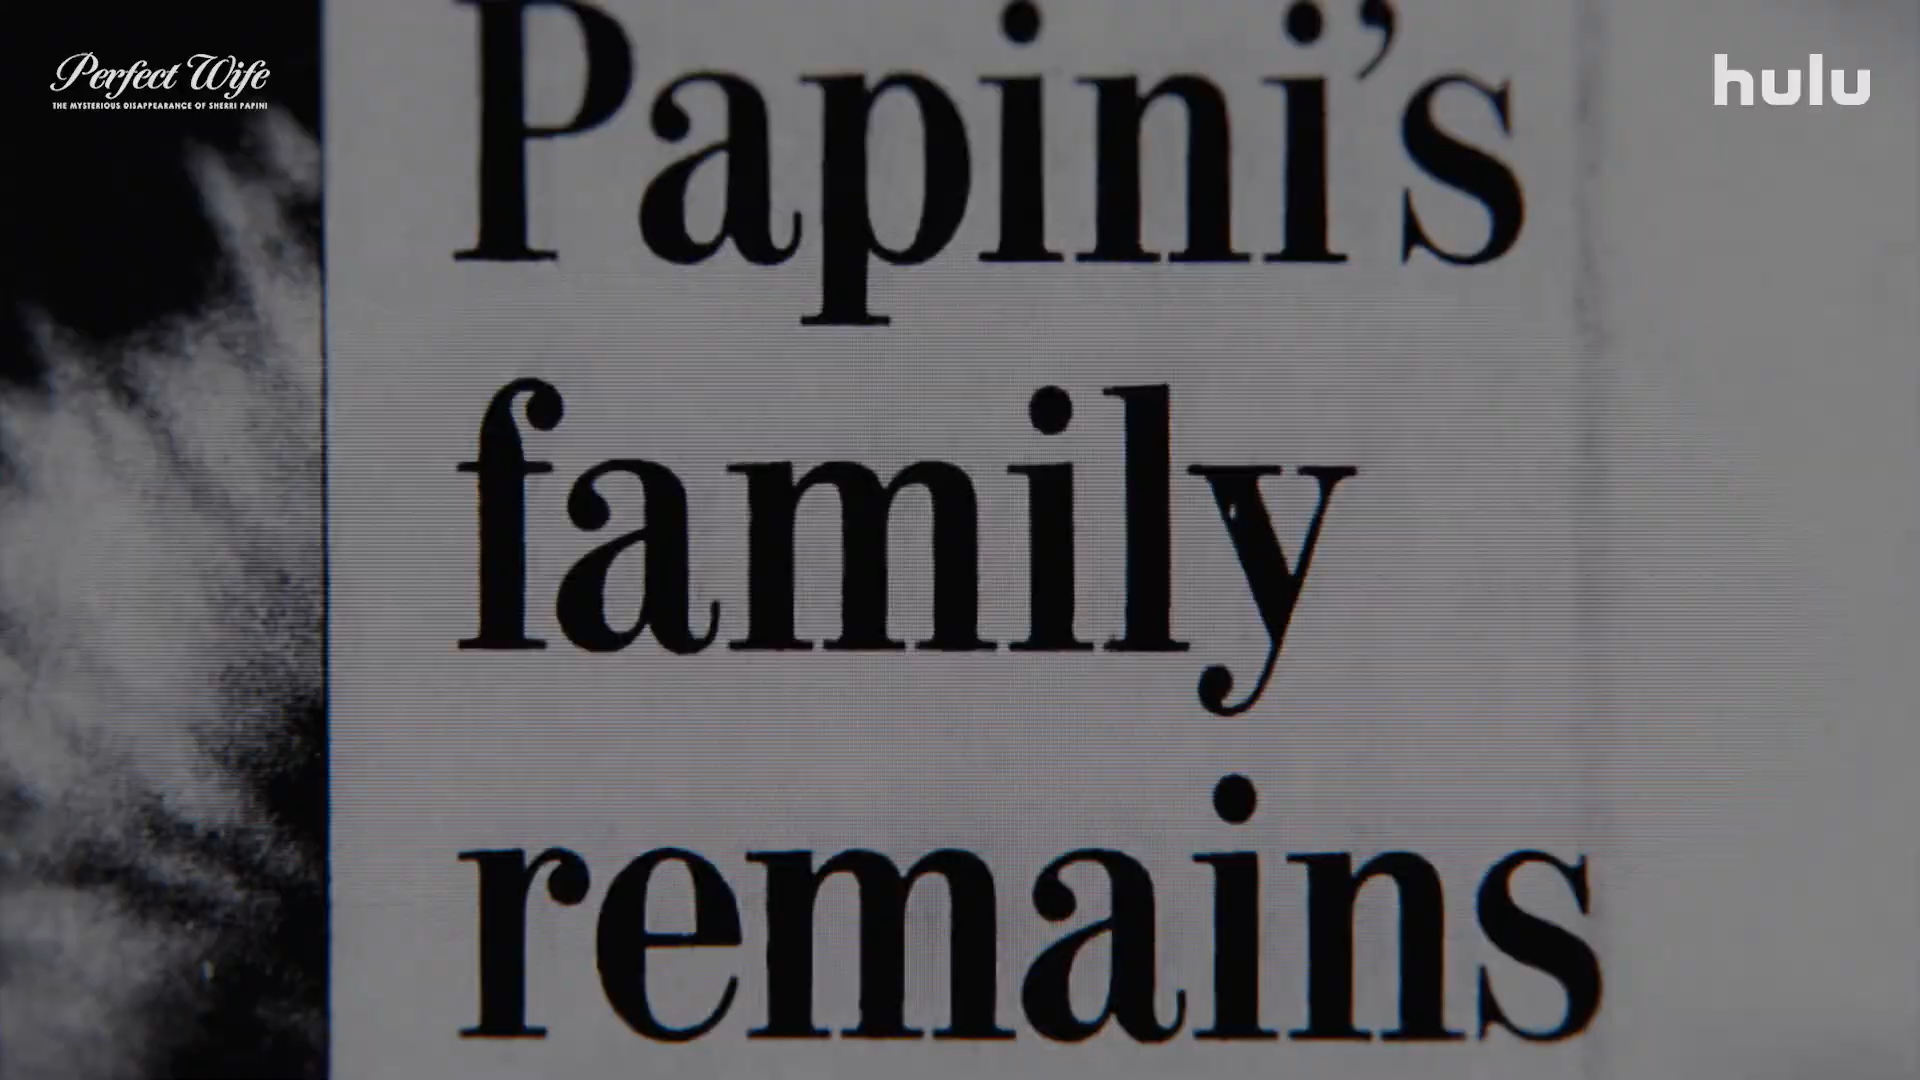 Perfect Wife
THE MYSTERIOUS DISAPPEARANCE OF SHERRI PAPINI
hulu
Papini’s
family
remains